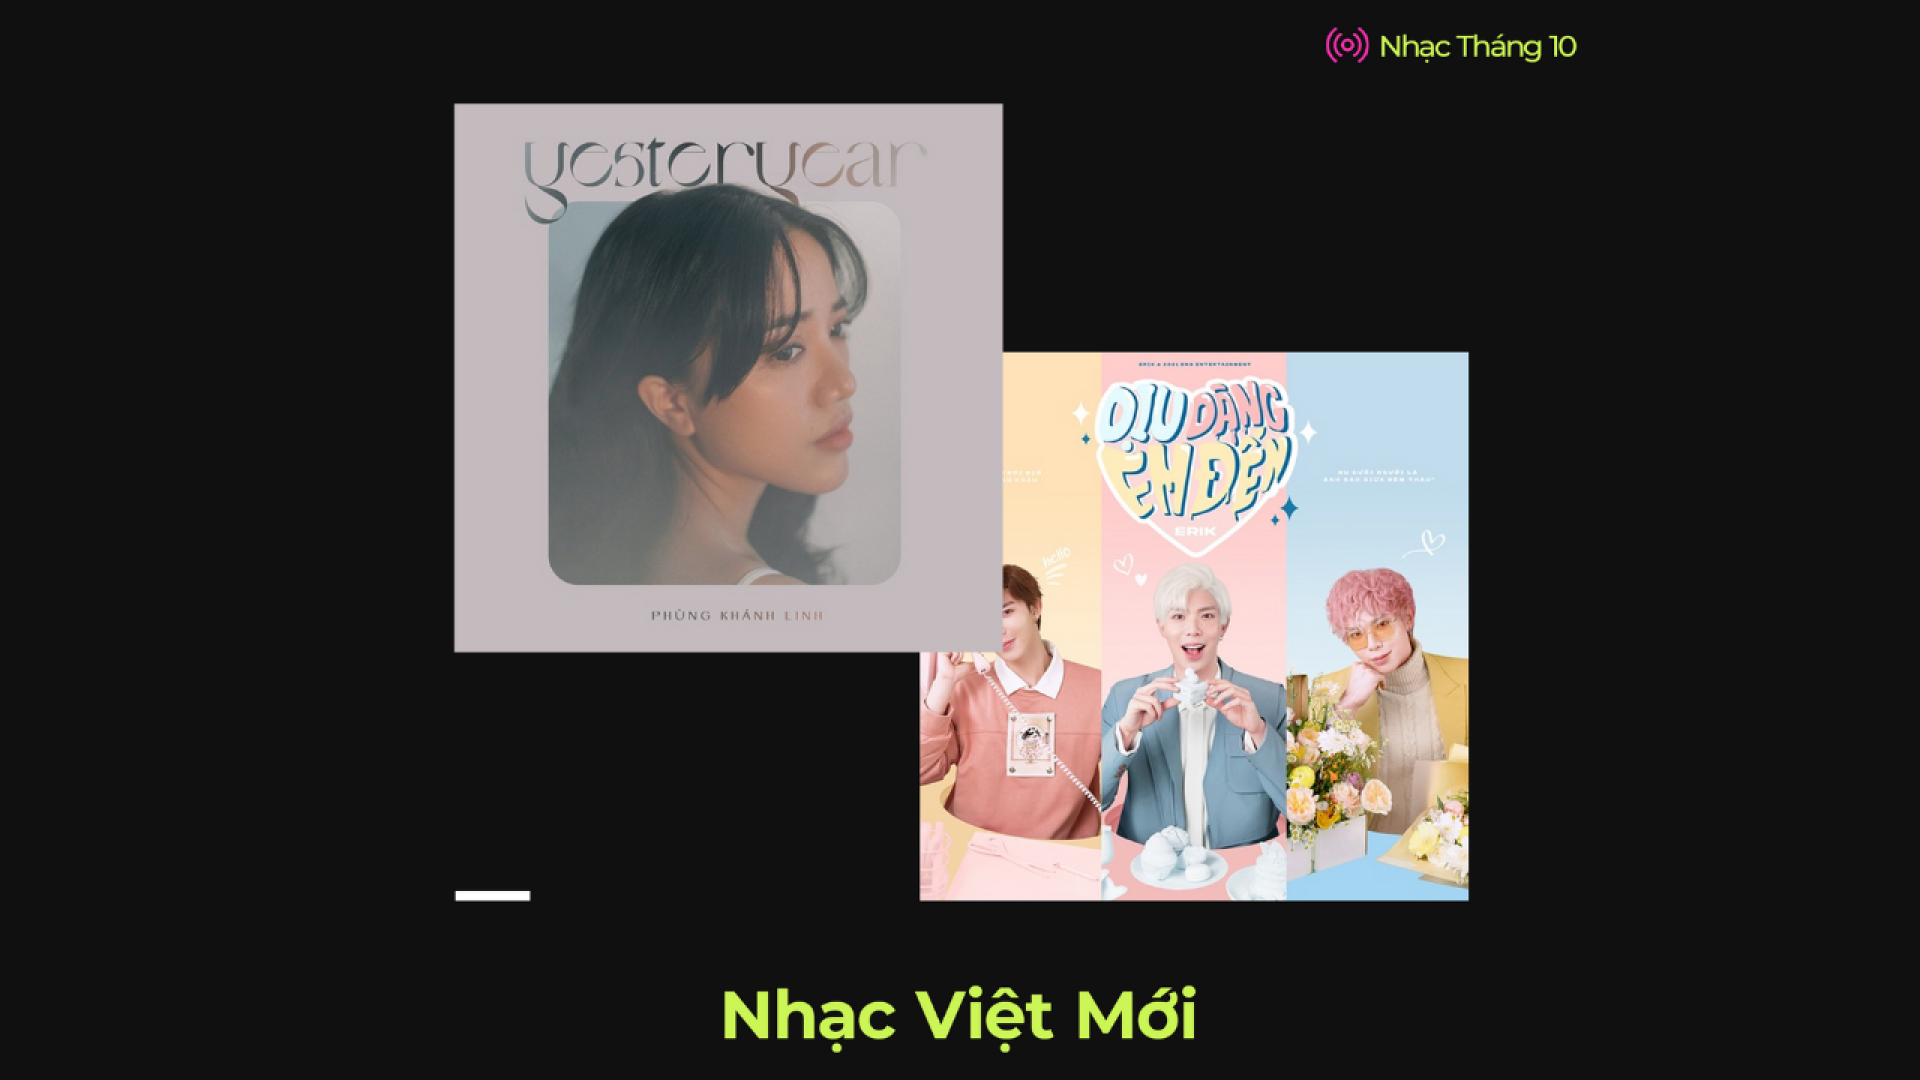 Nhạc Tháng 10
yesteryear
PHÙNG KHÁNH LINH
DỊU DÀNG
EM ĐẾN
ERIK
hello
Nhạc Việt Mới